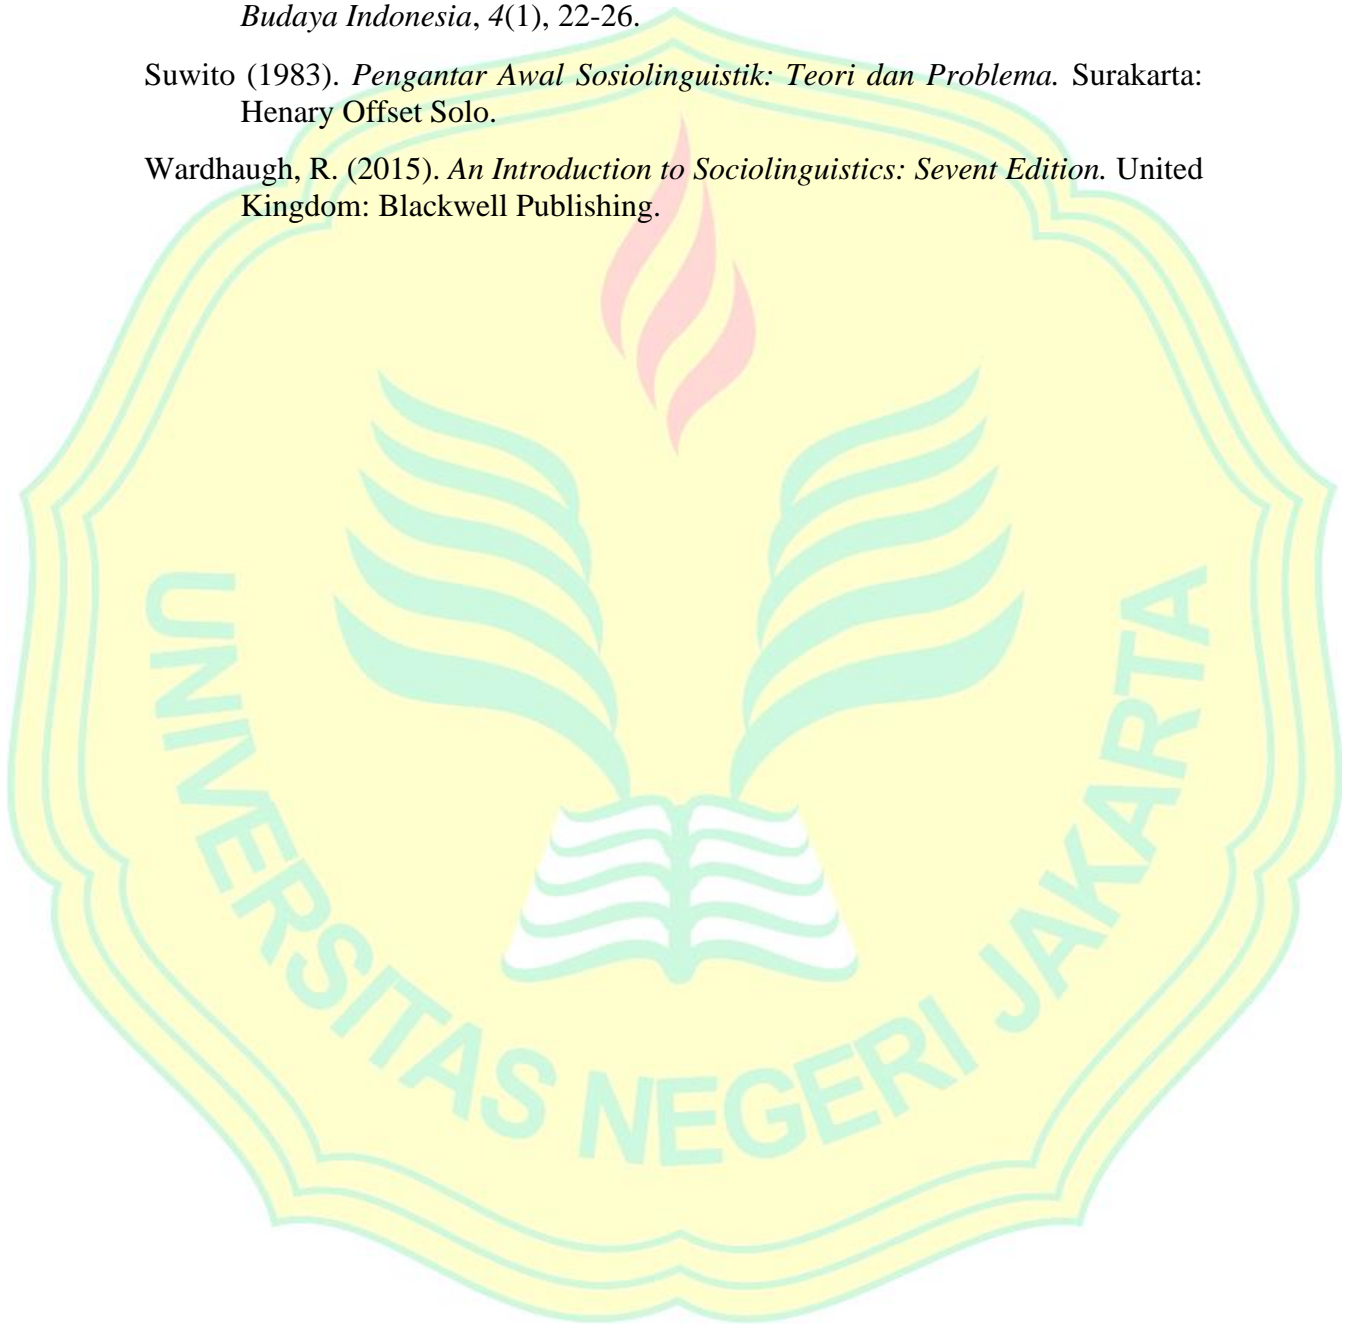 Budaya Indonesia, 4(1), 22-26.
Suwito (1983). Pengantar Awal Sosiolinguistik: Teori dan Problema. Surakarta:
Henary Offset Solo.
Wardhaugh, R. (2015). An Introduction to Sociolinguistics: Sevent Edition. United
Kingdom: Blackwell Publishing.
UNIVERSITAS NEGERI JAKARTA